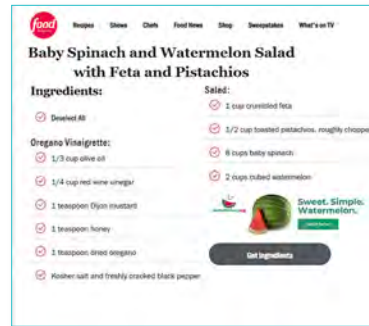 food
Recipes Shows Chefs Food News Shop Sweepstakes What's on TV
Baby Spinach and Watermelon Salad
with Feta and Pistachios
Ingredients:
Deselect All
Oregano Vinaigrette:
1/3 cup olive oil
1/4 cup red wine vinegar
1 teaspoon Dijon mustard
1 teaspoon honey
1 teaspoon dried oregano
Kosher salt and freshly cracked black pepper
Salad:
1 cup crumbled feta
1/2 cup toasted pistachios, roughly choppe
6 cups baby spinach
2 cups cubed watermelon
Sweet. Simple.
Watermelon.
Get Ingredients